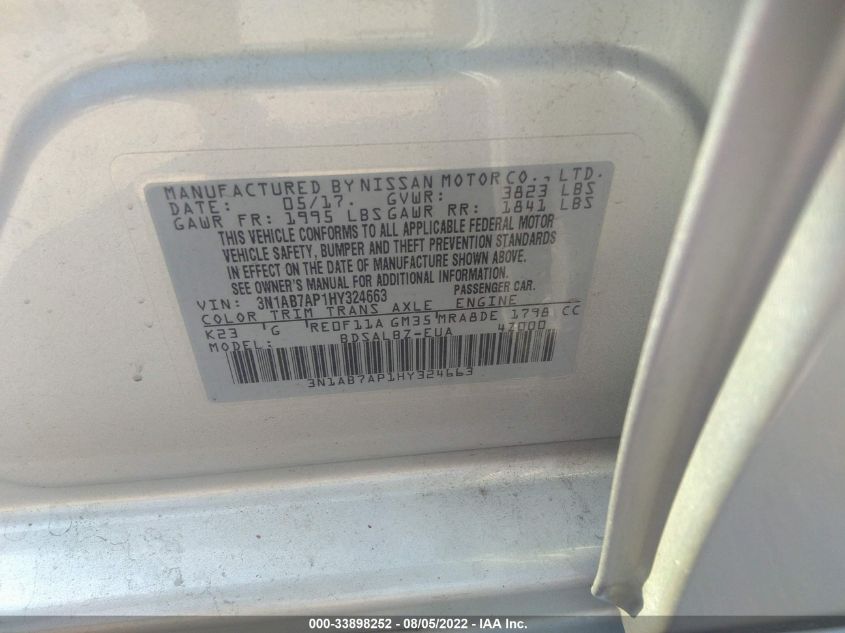 MANUFACTURED BY NISSAN MOTOR CO., LTD.
DATE: 05/17. GVWR: 3823 LBS
GAWR FR: 1995 LBS GAWR RR: 1841 LBS
THIS VEHICLE CONFORMS TO ALL APPLICABLE FEDERAL MOTOR
VEHICLE SAFETY, BUMPER AND THEFT PREVENTION STANDARDS
IN EFFECT ON THE DATE OF MANUFACTURE SHOWN ABOVE.
SEE OWNER'S MANUAL FOR ADDITIONAL INFORMATION.
VIN: 3N1AB7AP1HY324663 PASSENGER CAR.
COLOR TRIM TRANS AXLE ENGINE
K23 G RE0F11A GM35 MRA8DE 1798 CC
MODEL: BDSALBZ-EUA 47000
3N1AB7AP1HY324663
000-33898252 - 08/05/2022 - IAA Inc.